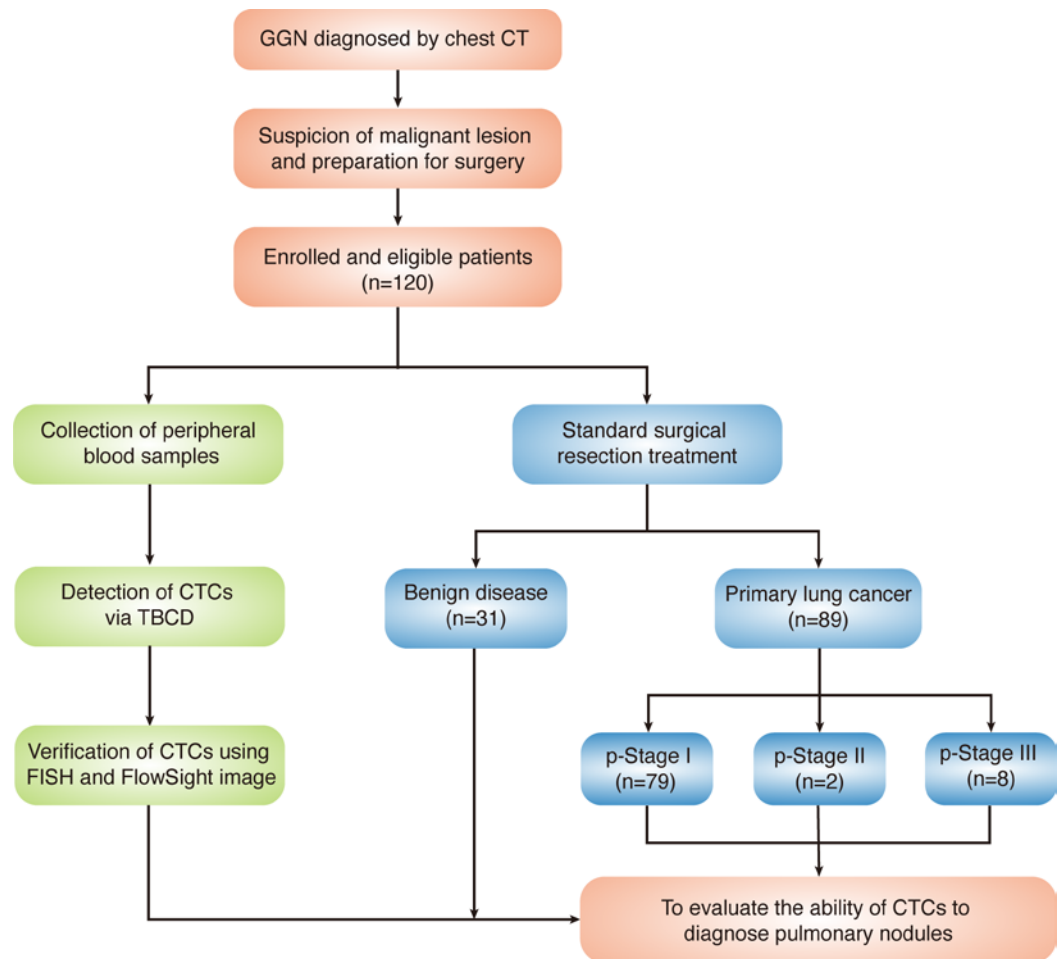 GGN diagnosed by chest CT
Suspicion of malignant lesion
and preparation for surgery
Enrolled and eligible patients
(n=120)
Collection of peripheral
blood samples
Standard surgical
resection treatment
Detection of CTCs
via TBCD
Benign disease
(n=31)
Primary lung cancer
(n=89)
Verification of CTCs using
FISH and FlowSight image
p-Stage I
(n=79)
p-Stage II
(n=2)
p-Stage III
(n=8)
To evaluate the ability of CTCs to
diagnose pulmonary nodules